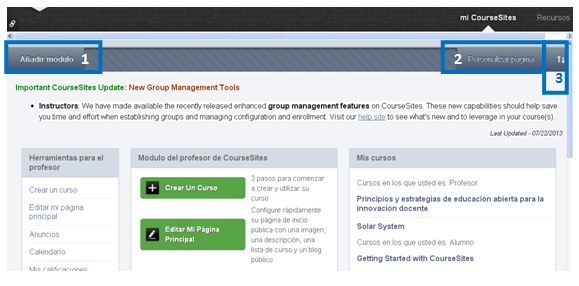 mi CourseSites Recursos
Añadir módulo 1 2 Personalizar página
3
Important CourseSites Update: New Group Management Tools
• Instructors: We have made available the recently released enhanced group management features on CourseSites. These new capabilities should help save
you time and effort when establishing groups and managing configuration and enrollment. Visit our help site to see what's new and to leverage in your course(s).
Last Updated - 07/22/2013
Herramientas para el
profesor
Crear un curso
Editar mi página
principal
Anuncios
Calendario
Mis calificaciones
Módulo del profesor de CourseSites
Crear Un Curso
Editar Mi Página
Principal
3 pasos para comenzar
a crear y utilizar su
curso.
Configure rápidamente
su página de inicio
pública con una imagen,
una descripción, una
lista de curso y un blog
público.
Mis cursos
Cursos en los que usted es: Profesor
Principios y estrategias de educación abierta para la
innovación docente
Solar System
Cursos en los que usted es: Alumno
Getting Started with CourseSites